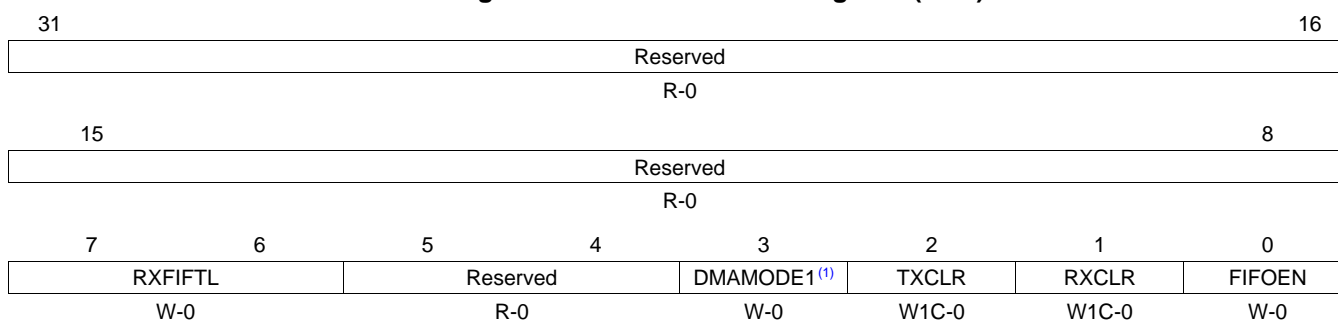 31 16
Reserved
R-0
15 8
Reserved
R-0
7 6 5 4 3 2 1 0
RXFIFTL Reserved DMAMODE1(1) TXCLR RXCLR FIFOEN
W-0 R-0 W-0 W1C-0 W1C-0 W-0